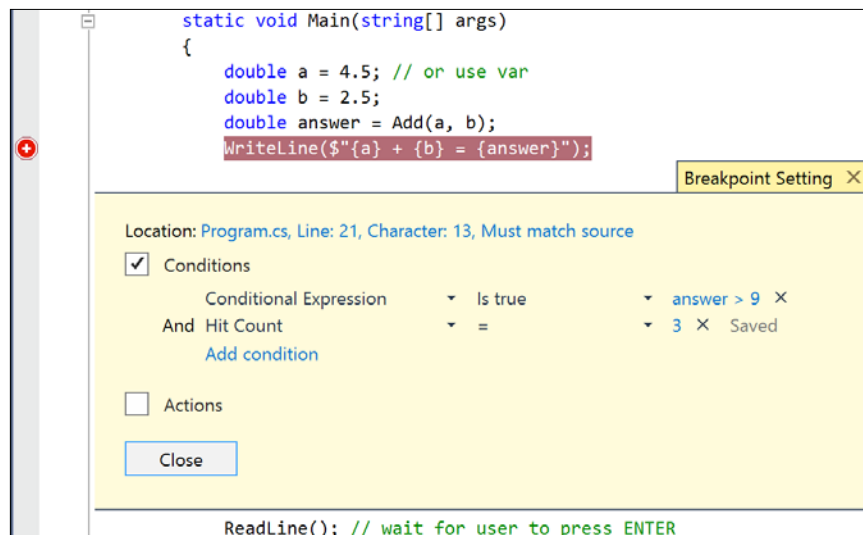 static void Main(string[] args)
{
double a = 4.5; // or use var
double b = 2.5;
double answer = Add(a, b);
WriteLine($"{a} + {b} = {answer}");
Breakpoint Setting ×
Location: Program.cs, Line: 21, Character: 13, Must match source
Conditions
Conditional Expression Is true answer > 9 ×
And Hit Count = 3 × Saved
Add condition
Actions
Close
ReadLine(); // wait for user to press ENTER